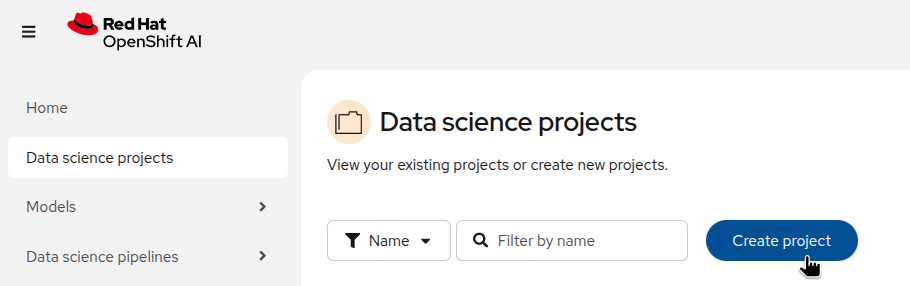 Red Hat
OpenShift AI
Home
Data science projects
Models
Data science pipelines
Data science projects
View your existing projects or create new projects.
Name
Filter by name
Create project